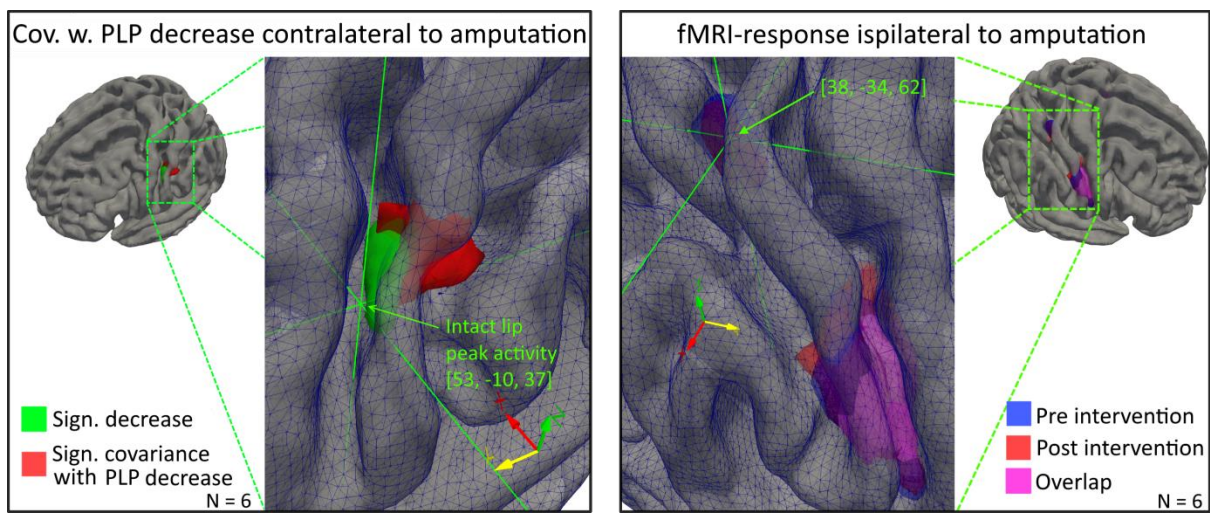 Cov. w. PLP decrease contralateral to amputation
Intact lip
peak activity
[53, -10, 37]
Sign. decrease
Sign. covariance
with PLP decrease
N = 6
fMRI-response ispilateral to amputation
[38, -34, 62]
Pre intervention
Post intervention
Overlap
N = 6